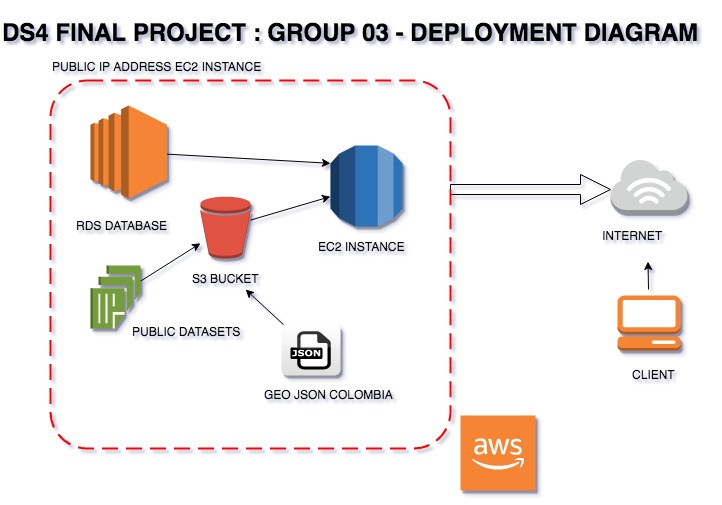 DS4 FINAL PROJECT : GROUP 03 - DEPLOYMENT DIAGRAM
PUBLIC IP ADDRESS EC2 INSTANCE
RDS DATABASE
EC2 INSTANCE
INTERNET
S3 BUCKET
PUBLIC DATASETS
JSON
GEO JSON COLOMBIA
CLIENT
aws